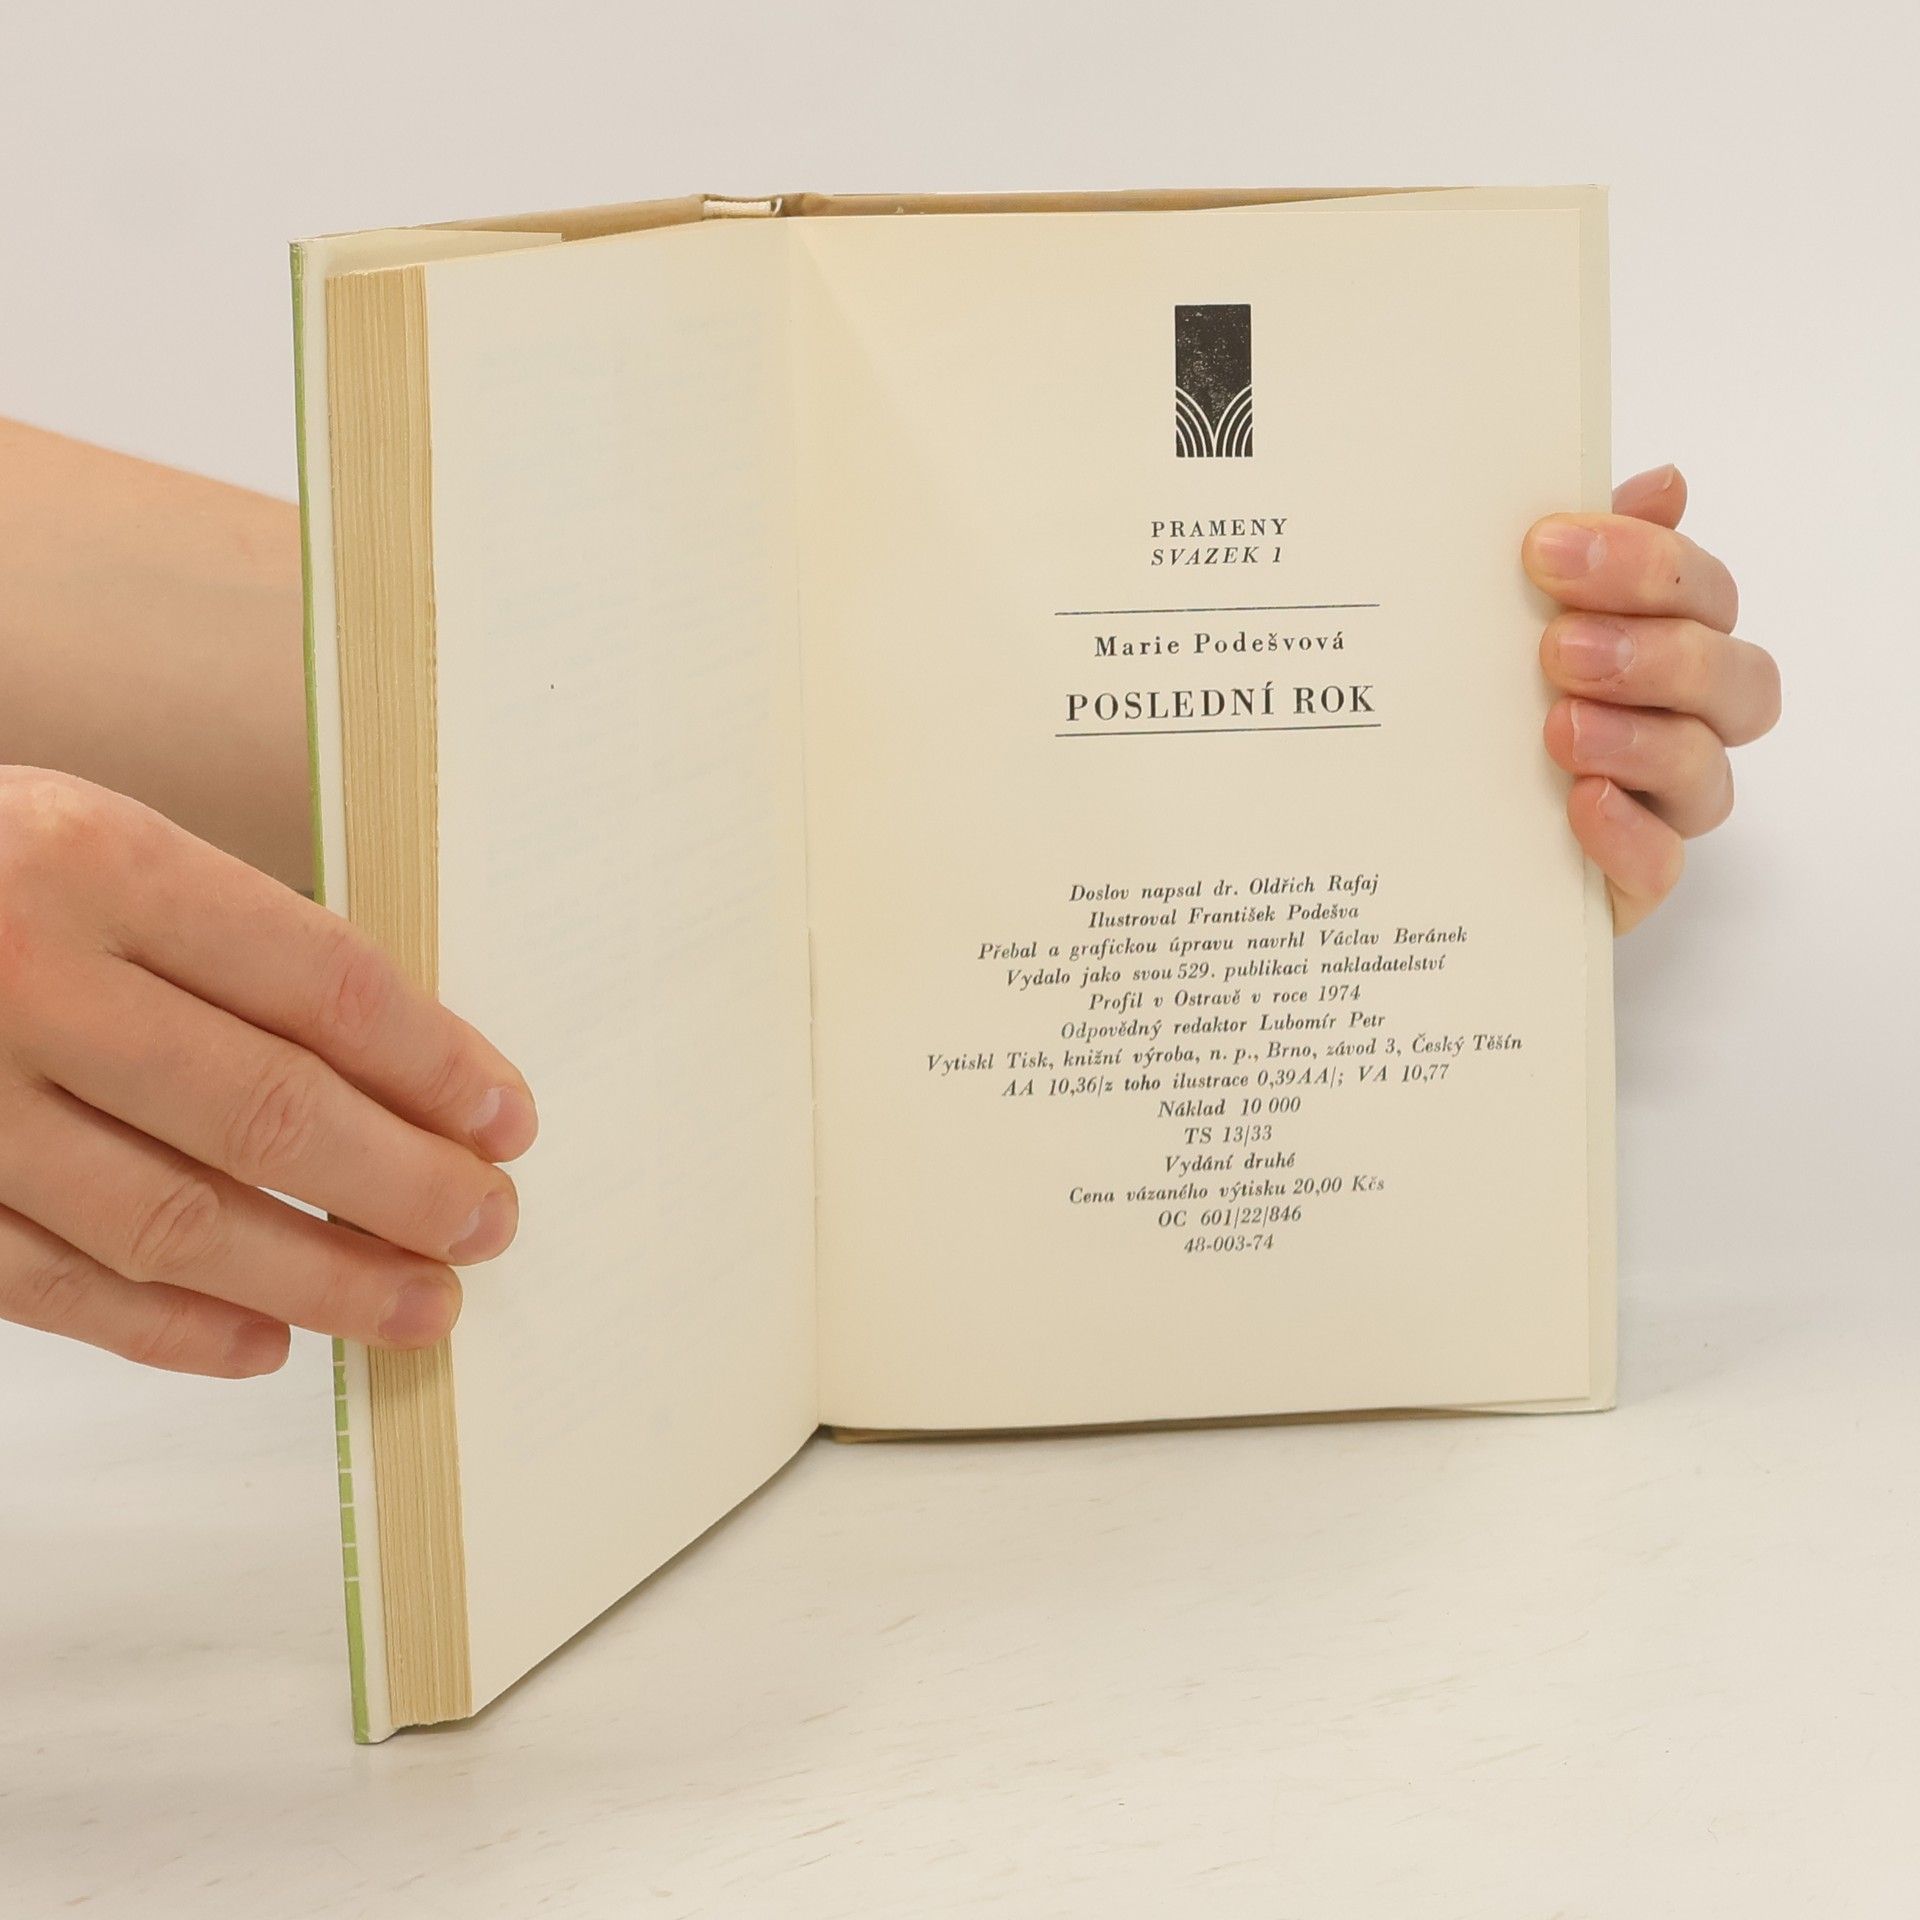 PRAMENY
SVAZEK 1
Marie Podešvová
POSLEDNÍ ROK
Doslov napsal dr. Oldřich Rafaj
Ilustroval František Podešva
Přebal a grafickou úpravu navrhl Václav Beránek
Vydalo jako svou 529. publikaci nakladatelství
Profil v Ostravě v roce 1974
Odpovědný redaktor Lubomír Petr
Vytiskl Tisk, knižní výroba, n. p., Brno, závod 3, Český Těšín
AA 10,36/z toho ilustrace 0,39AA/; VA 10,77
Náklad 10 000
TS 13/33
Vydání druhé
Cena vázaného výtisku 20,00 Kčs
OC 601/22/846
48-003-74